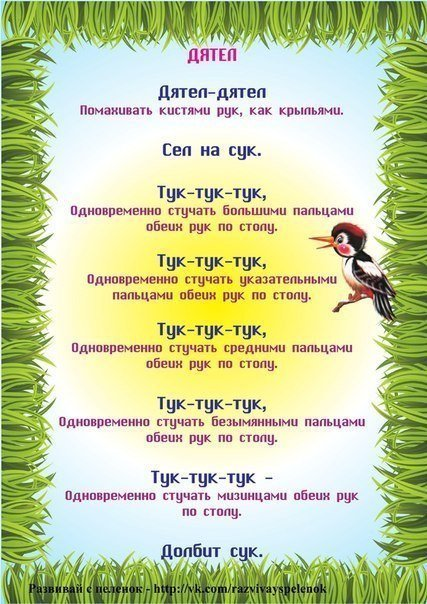 ДЯТЕЛ
Дятел-дятел
Помахивать кистями рук, как крыльями.
Сел на сук.
Тук-тук-тук,
Одновременно стучать большими пальцами
обеих рук по столу.
Тук-тук-тук,
Одновременно стучать указательными
пальцами обеих рук по столу.
Тук-тук-тук,
Одновременно стучать средними пальцами
обеих рук по столу.
Тук-тук-тук,
Одновременно стучать безымянными пальцами
обеих рук по столу.
Тук-тук-тук -
Одновременно стучать мизинцами обеих рук
по столу.
Долбит сук.
Развивай с пеленок - http://vk.com/razvivayspelenok